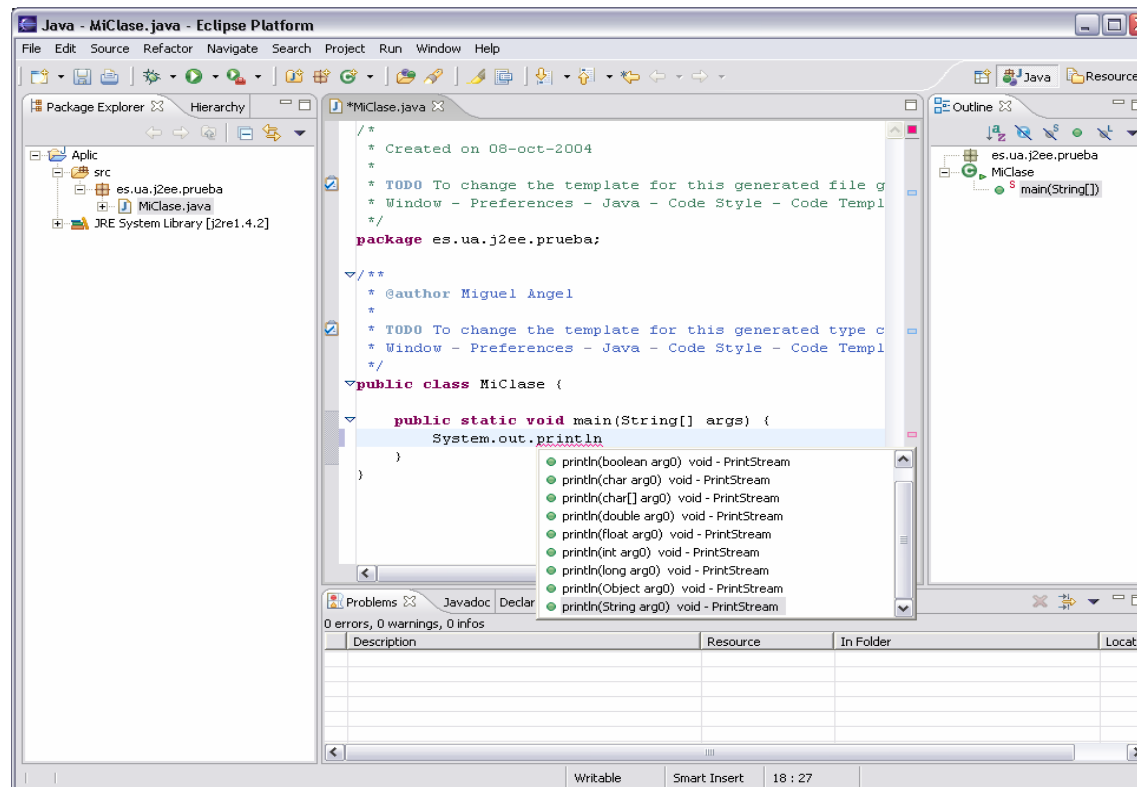 Java - MiClase.java - Eclipse Platform
File Edit Source Refactor Navigate Search Project Run Window Help
Java Resource
Package Explorer Hierarchy
Aplic
src
es.ua.j2ee.prueba
MiClase.java
JRE System Library [j2re1.4.2]
*MiClase.java
/*
* Created on 08-oct-2004
*
* TODO To change the template for this generated file g
* Window - Preferences - Java - Code Style - Code Templ
*/
package es.ua.j2ee.prueba;
/**
* @author Miguel Angel
*
* TODO To change the template for this generated type c
* Window - Preferences - Java - Code Style - Code Templ
*/
public class MiClase {
public static void main(String[] args) {
System.out.println
}
}
println(boolean arg0) void - PrintStream
println(char arg0) void - PrintStream
println(char[] arg0) void - PrintStream
println(double arg0) void - PrintStream
println(float arg0) void - PrintStream
println(int arg0) void - PrintStream
println(long arg0) void - PrintStream
println(Object arg0) void - PrintStream
println(String arg0) void - PrintStream
Outline
es.ua.j2ee.prueba
MiClase
main(String[])
Problems Javadoc Declar
0 errors, 0 warnings, 0 infos
Description Resource In Folder Locat
Writable Smart Insert 18 : 27